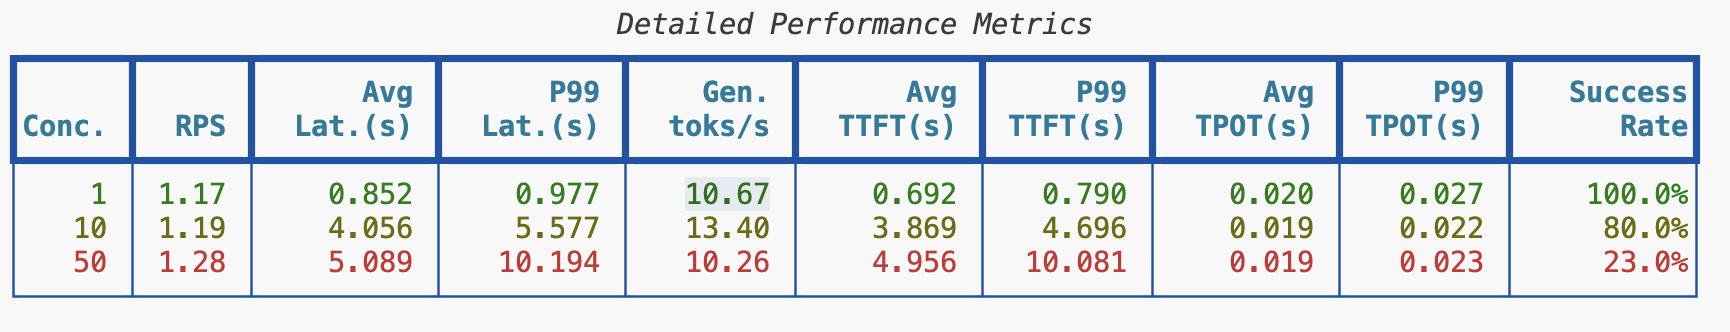 Detailed Performance Metrics
Avg P99 Gen. Avg P99 Avg P99 Success
Conc. RPS Lat.(s) Lat.(s) toks/s TTFT(s) TTFT(s) TPOT(s) TPOT(s) Rate
1 1.17 0.852 0.977 10.67 0.692 0.790 0.020 0.027 100.0%
10 1.19 4.056 5.577 13.40 3.869 4.696 0.019 0.022 80.0%
50 1.28 5.089 10.194 10.26 4.956 10.081 0.019 0.023 23.0%